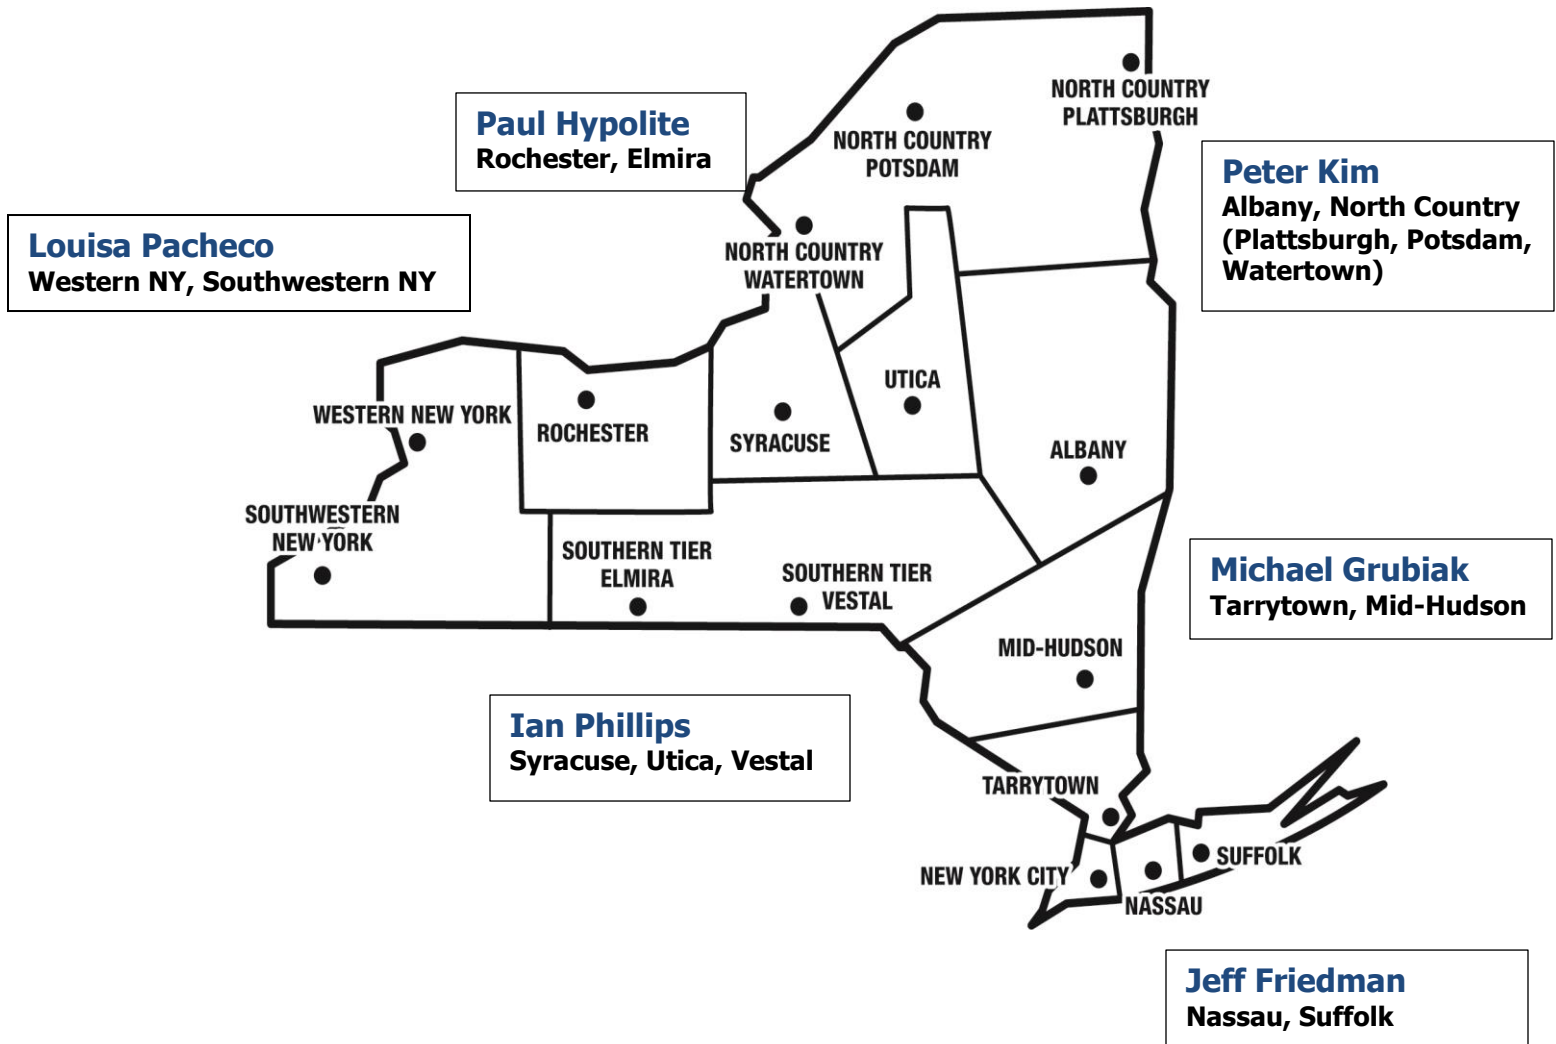 NORTH COUNTRY
PLATTSBURGH
Paul Hypolite
Rochester, Elmira
NORTH COUNTRY
POTSDAM
Peter Kim
Albany, North Country
(Plattsburgh, Potsdam,
Watertown)
Louisa Pacheco
Western NY, Southwestern NY
NORTH COUNTRY
WATERTOWN
UTICA
WESTERN NEW YORK
ROCHESTER
SYRACUSE
ALBANY
SOUTHWESTERN
NEW YORK
SOUTHERN TIER
ELMIRA
SOUTHERN TIER
VESTAL
Michael Grubiak
Tarrytown, Mid-Hudson
MID-HUDSON
Ian Phillips
Syracuse, Utica, Vestal
TARRYTOWN
SUFFOLK
NEW YORK CITY
NASSAU
Jeff Friedman
Nassau, Suffolk